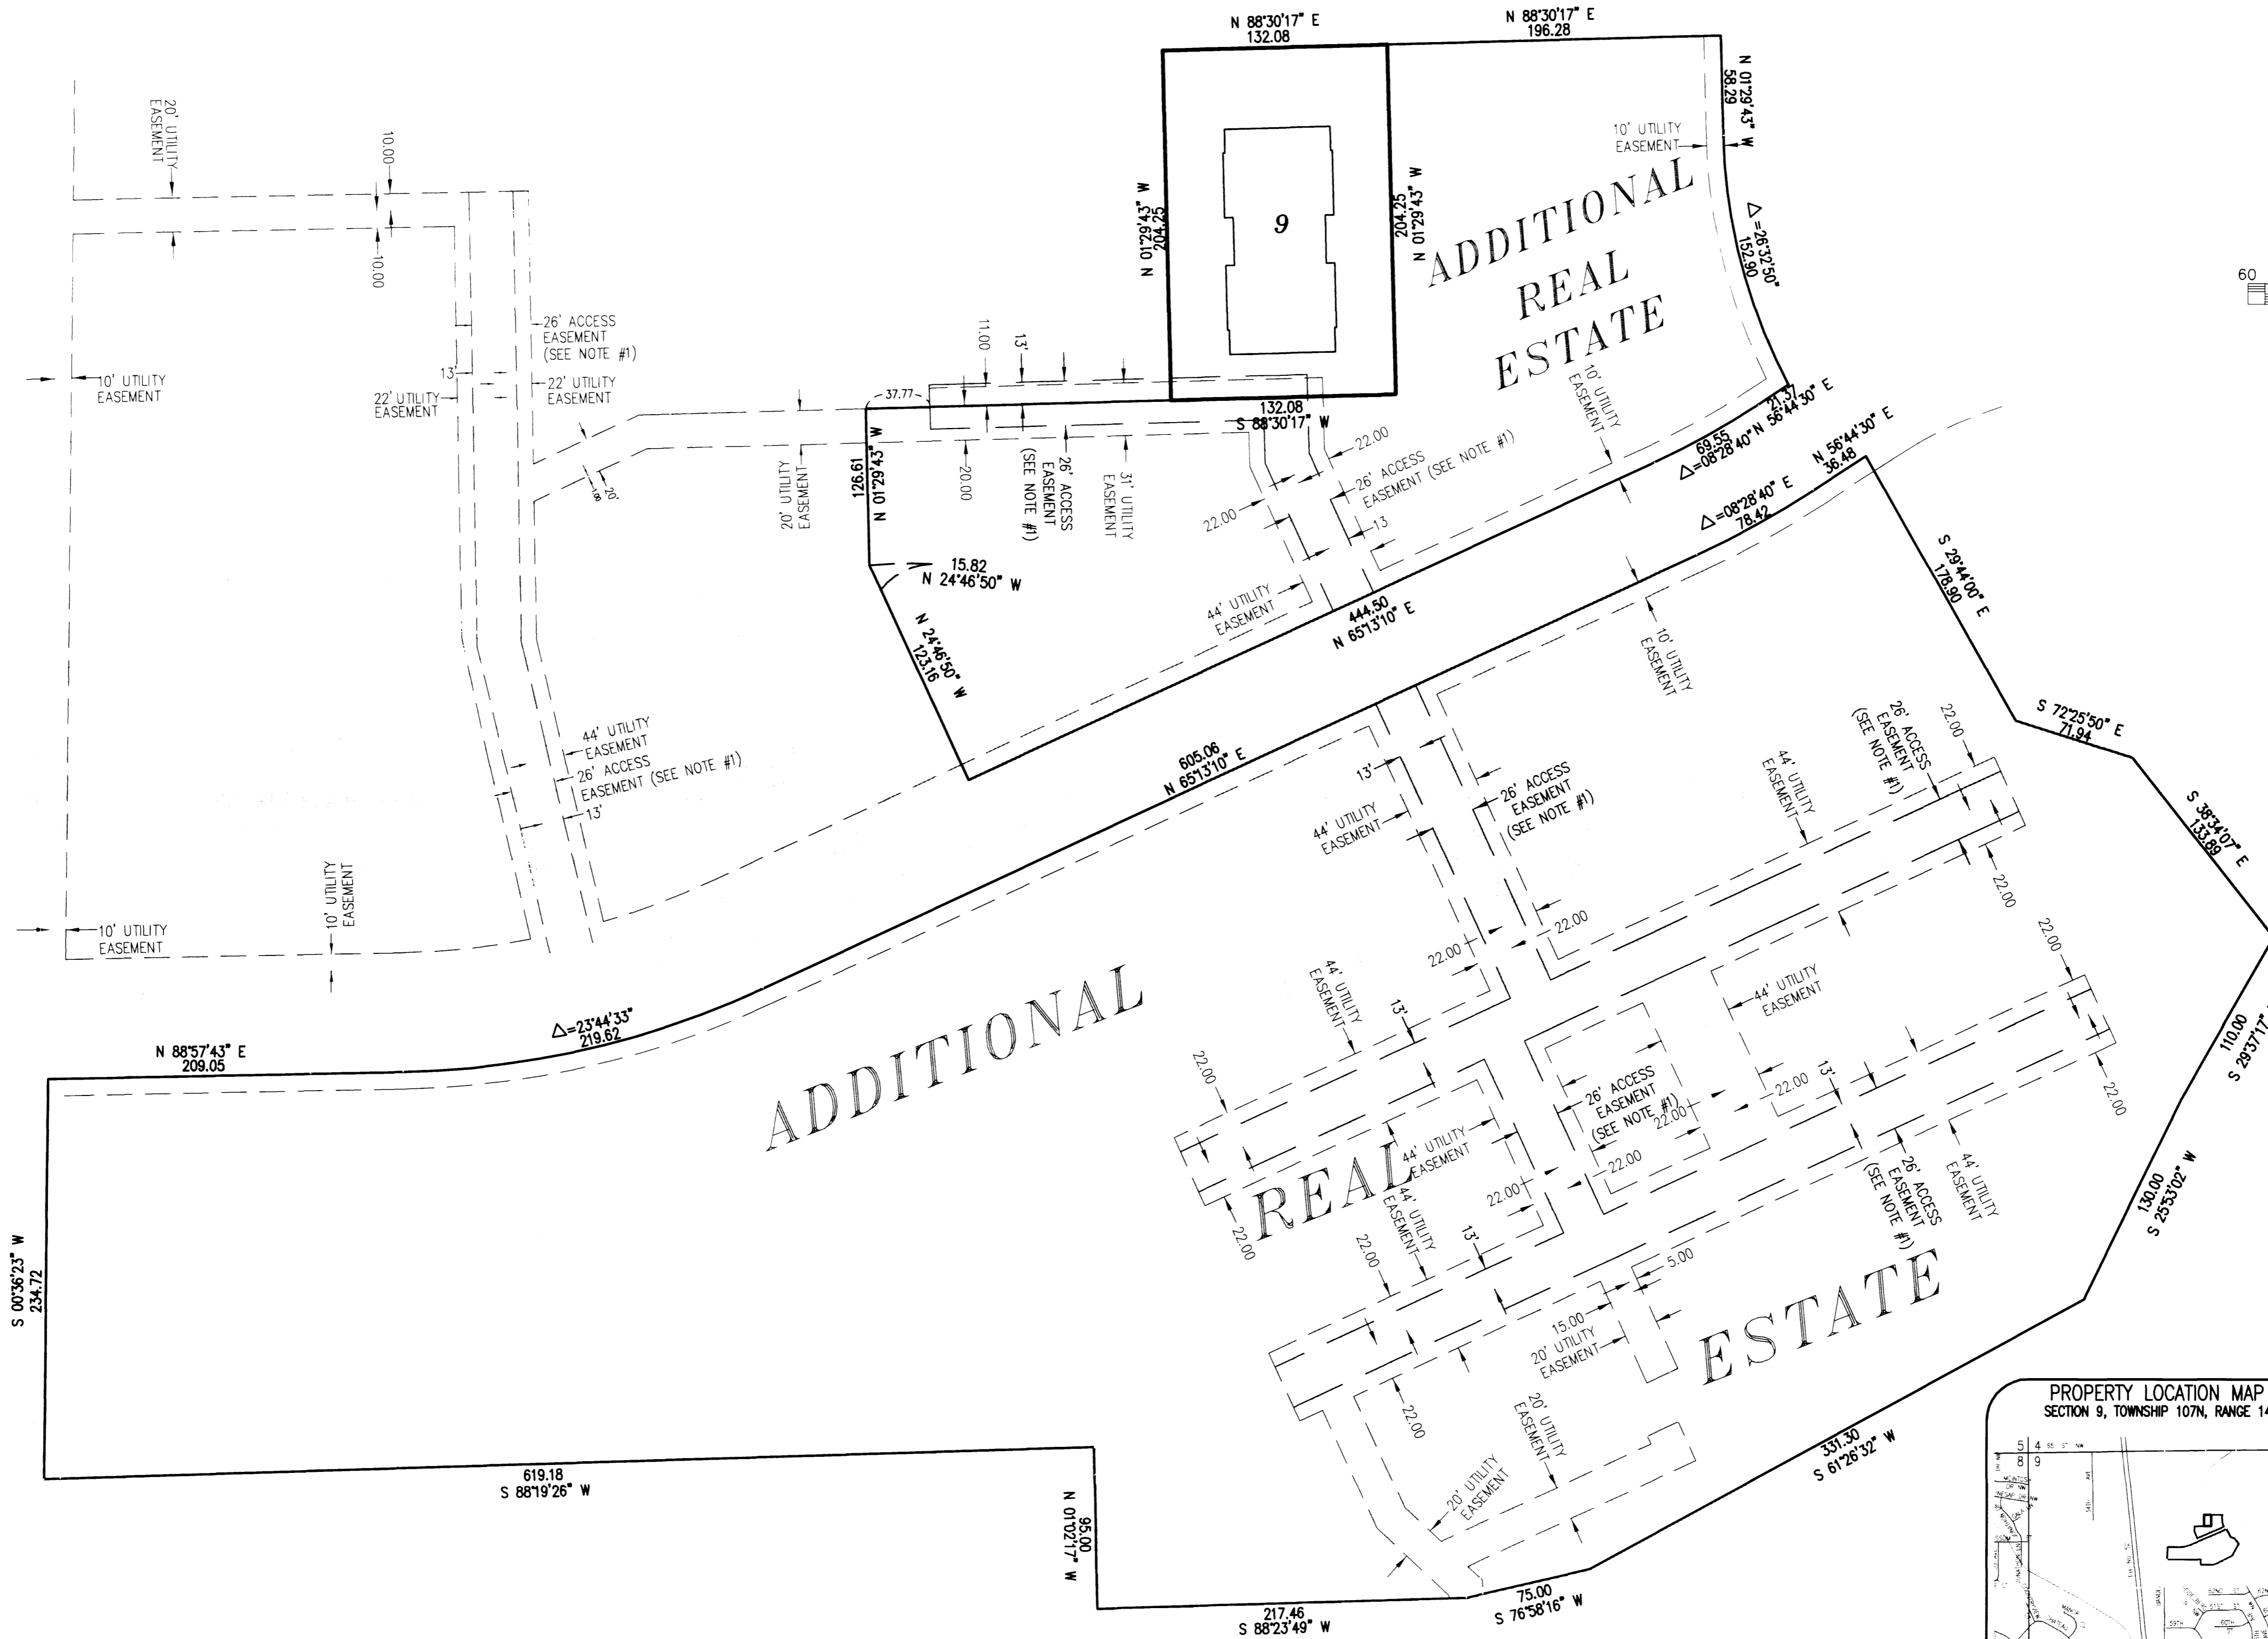 N 88°30'17" E
132.08
N 88°30'17" E
196.28
N 01°29'43" W
58.29
20' UTILITY
EASEMENT
10.00
10.00
10' UTILITY
EASEMENT
N 01°29'43" W
204.25
9
204.25
N 01°29'43" W
ADDITIONAL
REAL
ESTATE
Δ=26°32'50"
152.90
60
26' ACCESS
EASEMENT
(SEE NOTE #1)
10' UTILITY
EASEMENT
13'
22' UTILITY
EASEMENT
22' UTILITY
EASEMENT
11.00
13'
37.77
132.08
S 88°30'17" W
10' UTILITY
EASEMENT
21.37
N 56°44'30" E
69.55
Δ=08°28'40"
N 56°44'30" E
36.48
Δ=08°28'40" E
78.42
20'
20' UTILITY
EASEMENT
126.61
N 01°29'43" W
20.00
26' ACCESS
EASEMENT
(SEE NOTE #1)
31' UTILITY
EASEMENT
22.00
26' ACCESS
EASEMENT (SEE NOTE #1)
22.00
13
15.82
N 24°46'50" W
44' UTILITY
EASEMENT
444.50
N 65°13'10" E
N 24°46'50" W
123.16
10' UTILITY
EASEMENT
S 29°44'00" E
178.90
S 72°25'50" E
71.94
44' UTILITY
EASEMENT
26' ACCESS
EASEMENT (SEE NOTE #1)
13'
605.06
N 65°13'10" E
13'
44' UTILITY
EASEMENT
26' ACCESS
EASEMENT
(SEE NOTE #1)
44' UTILITY
EASEMENT
26' ACCESS
EASEMENT
(SEE NOTE #1)
22.00
S 38°34'07" E
133.89
10' UTILITY
EASEMENT
10' UTILITY
EASEMENT
22.00
22.00
22.00
22.00
44' UTILITY
EASEMENT
13'
44' UTILITY
EASEMENT
Δ=23°44'33"
219.62
N 88°57'43" E
209.05
ADDITIONAL
22.00
26' ACCESS
EASEMENT
(SEE NOTE #1)
22.00
22.00
13'
22.00
110.00
S 29°37'17"
44' UTILITY
EASEMENT
22.00
22.00
REAL
22.00
44' UTILITY
EASEMENT
22.00
13'
26' ACCESS
EASEMENT
(SEE NOTE #1)
44' UTILITY
EASEMENT
130.00
S 25°53'02" W
S 00°36'23" W
234.72
5.00
15.00
20' UTILITY
EASEMENT
ESTATE
22.00
20' UTILITY
EASEMENT
20' UTILITY
EASEMENT
331.30
S 61°26'32" W
619.18
S 88°19'26" W
95.00
N 01°02'17" W
75.00
S 76°58'16" W
217.46
S 88°23'49" W
PROPERTY LOCATION MAP
SECTION 9, TOWNSHIP 107N, RANGE 14
5 4 65 ST NW
8 9
34TH AVE
59TH
60TH
MANOR
CHATEAU